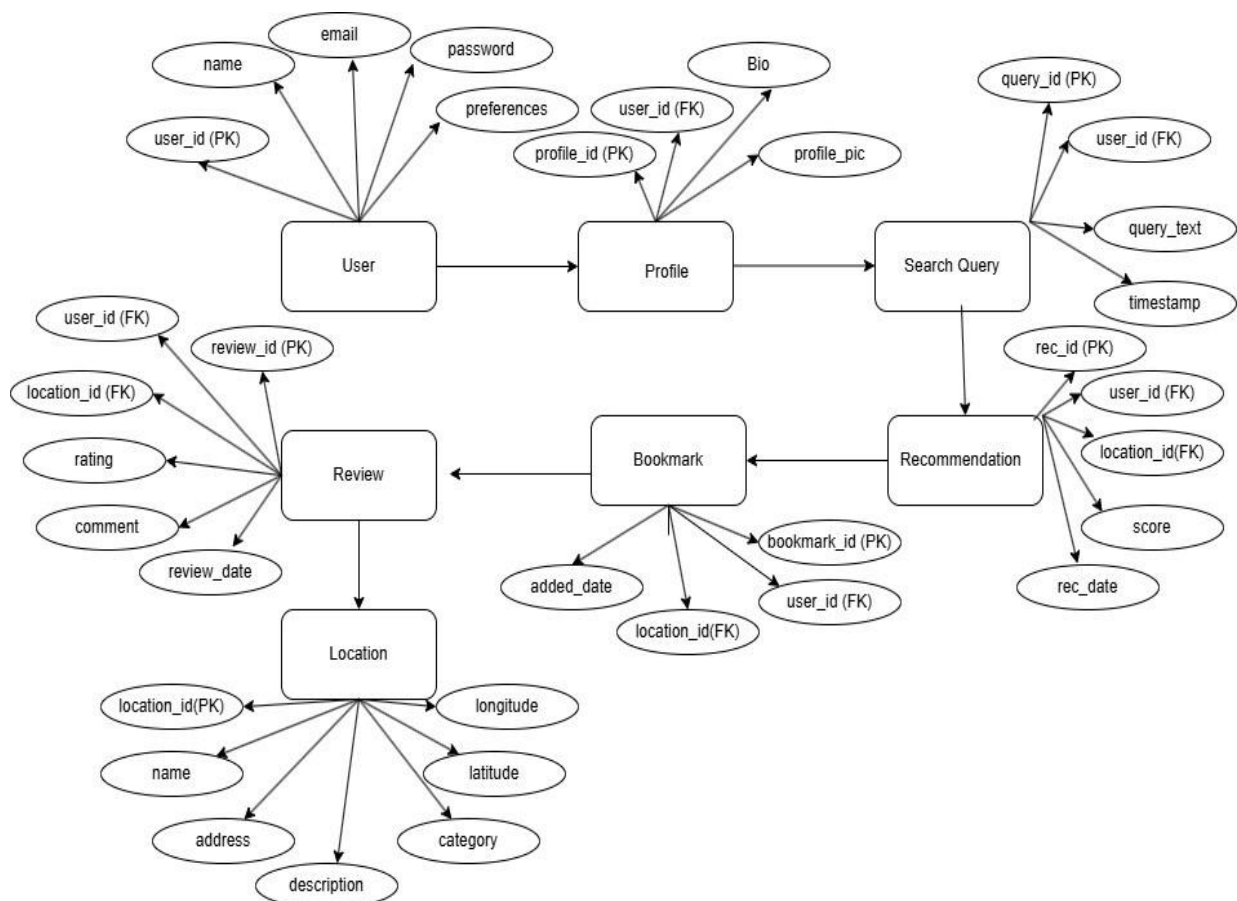 email
name
password
preferences
user_id (PK)
User
Bio
user_id (FK)
profile_id (PK)
profile_pic
Profile
query_id (PK)
user_id (FK)
query_text
timestamp
Search Query
user_id (FK)
review_id (PK)
location_id (FK)
rating
comment
review_date
Review
Bookmark
bookmark_id (PK)
added_date
user_id (FK)
location_id(FK)
Recommendation
rec_id (PK)
user_id (FK)
location_id(FK)
score
rec_date
Location
location_id(PK)
longitude
name
latitude
address
category
description